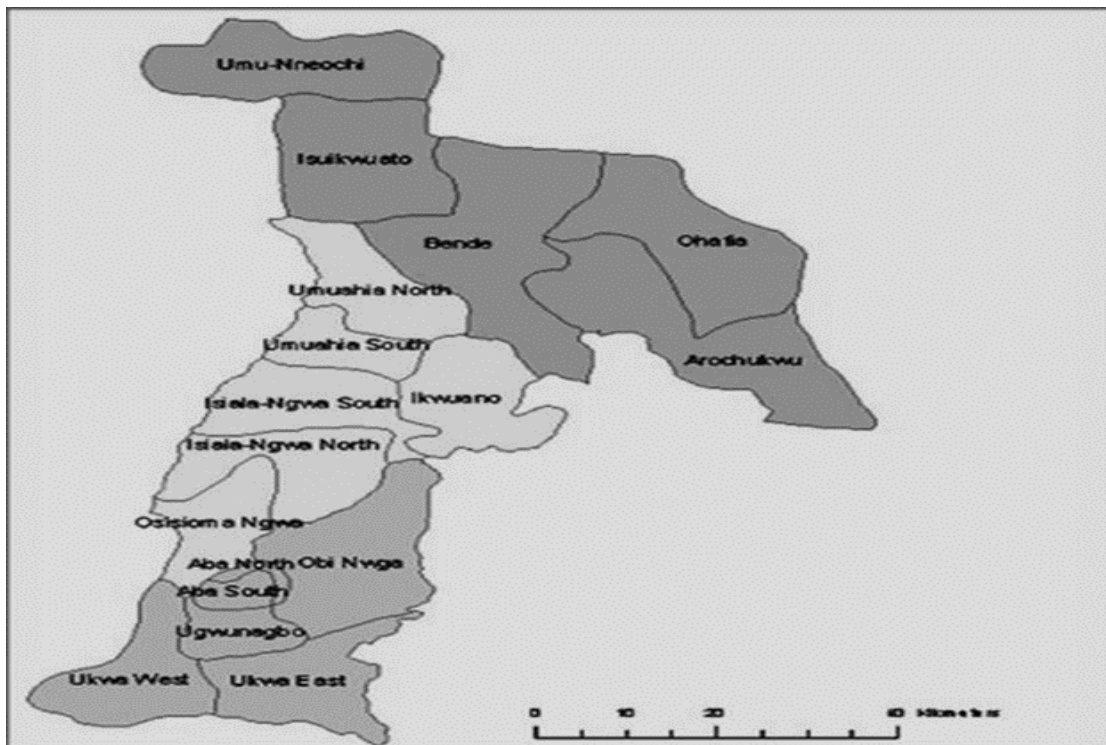 Umu-Nneochi
Isuikwuato
Bende
Ohafia
Umuahia North
Umuahia South
Arochukwu
Isiala-Ngwa South
Ikwuano
Isiala-Ngwa North
Osisioma Ngwa
Aba North
Obi Nwga
Aba South
Ugwunagbo
Ukwa West
Ukwa East
0 10 20
Kilometers